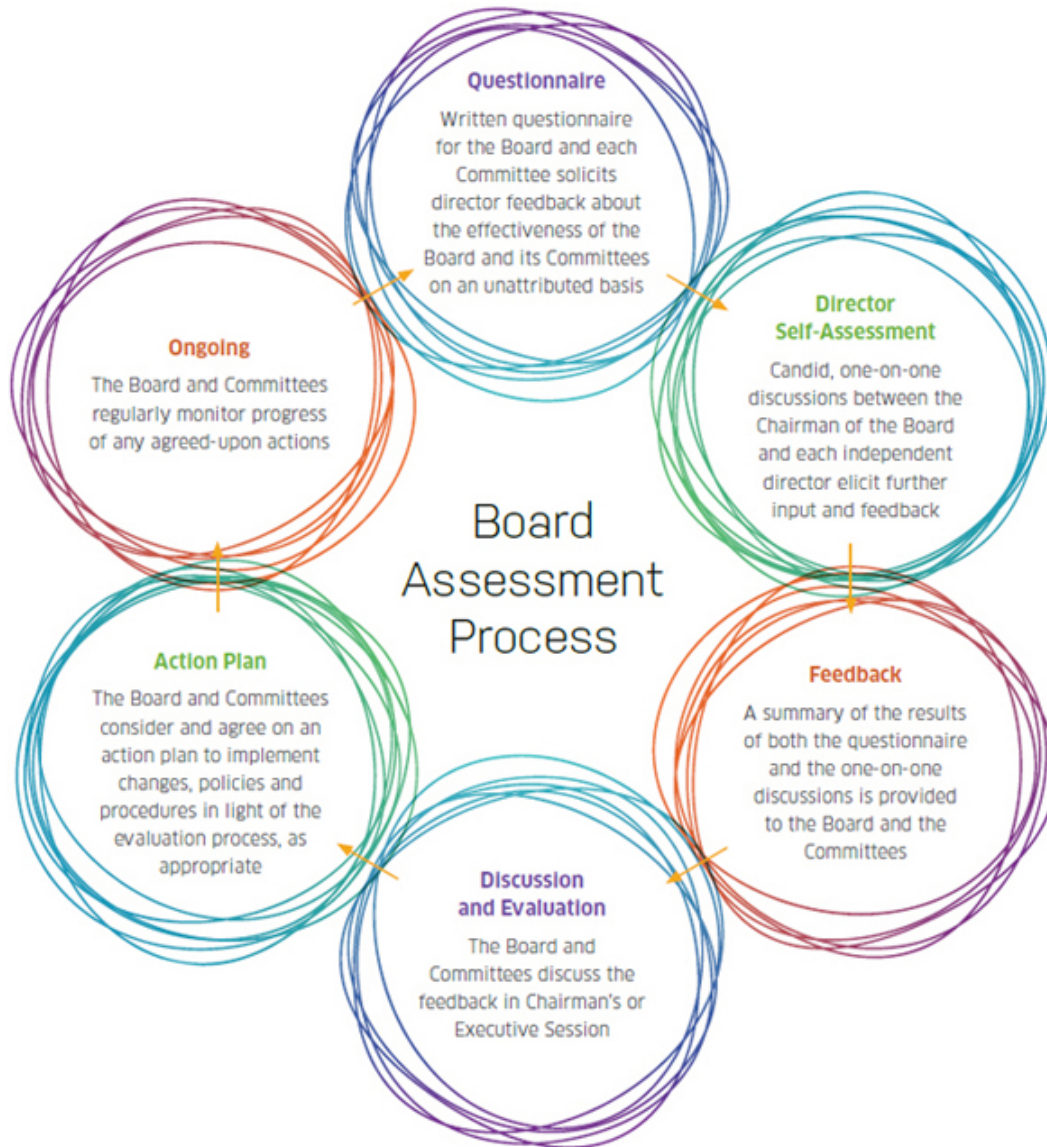 Questionnaire
Written questionnaire
for the Board and each
Committee solicits
director feedback about
the effectiveness of the
Board and its Committees
on an unattributed basis
Director
Self-Assessment
Candid, one-on-one
discussions between the
Chairman of the Board
and each independent
director elicit further
input and feedback
Feedback
A summary of the results
of both the questionnaire
and the one-on-one
discussions is provided
to the Board and the
Committees
Discussion
and Evaluation
The Board and
Committees discuss the
feedback in Chairman's or
Executive Session
Action Plan
The Board and Committees
consider and agree on an
action plan to implement
changes, policies and
procedures in light of the
evaluation process, as
appropriate
Ongoing
The Board and Committees
regularly monitor progress
of any agreed-upon actions
Board
Assessment
Process